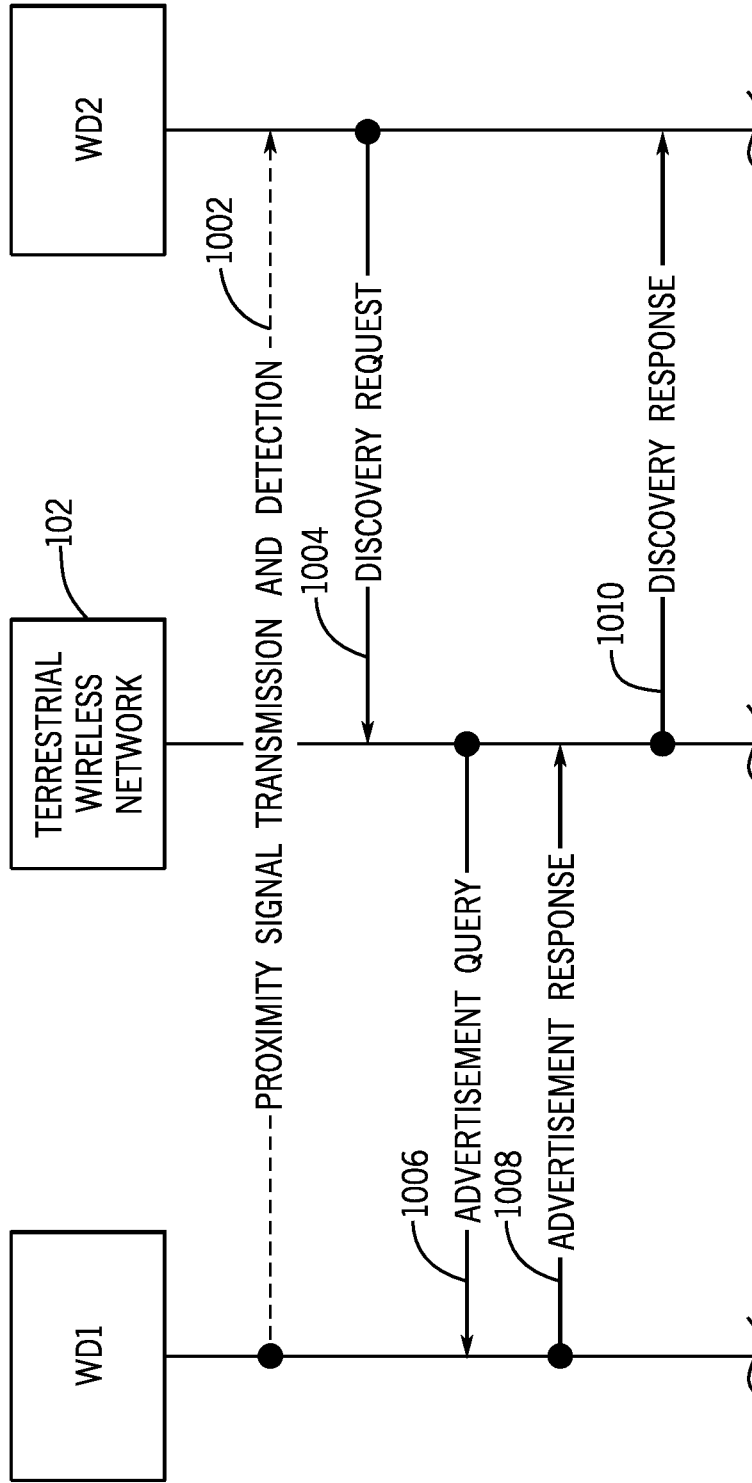 WD1
TERRESTRIAL
WIRELESS
NETWORK
102
WD2
PROXIMITY SIGNAL TRANSMISSION AND DETECTION
1002
1004
DISCOVERY REQUEST
1006
ADVERTISEMENT QUERY
1008
ADVERTISEMENT RESPONSE
1010
DISCOVERY RESPONSE